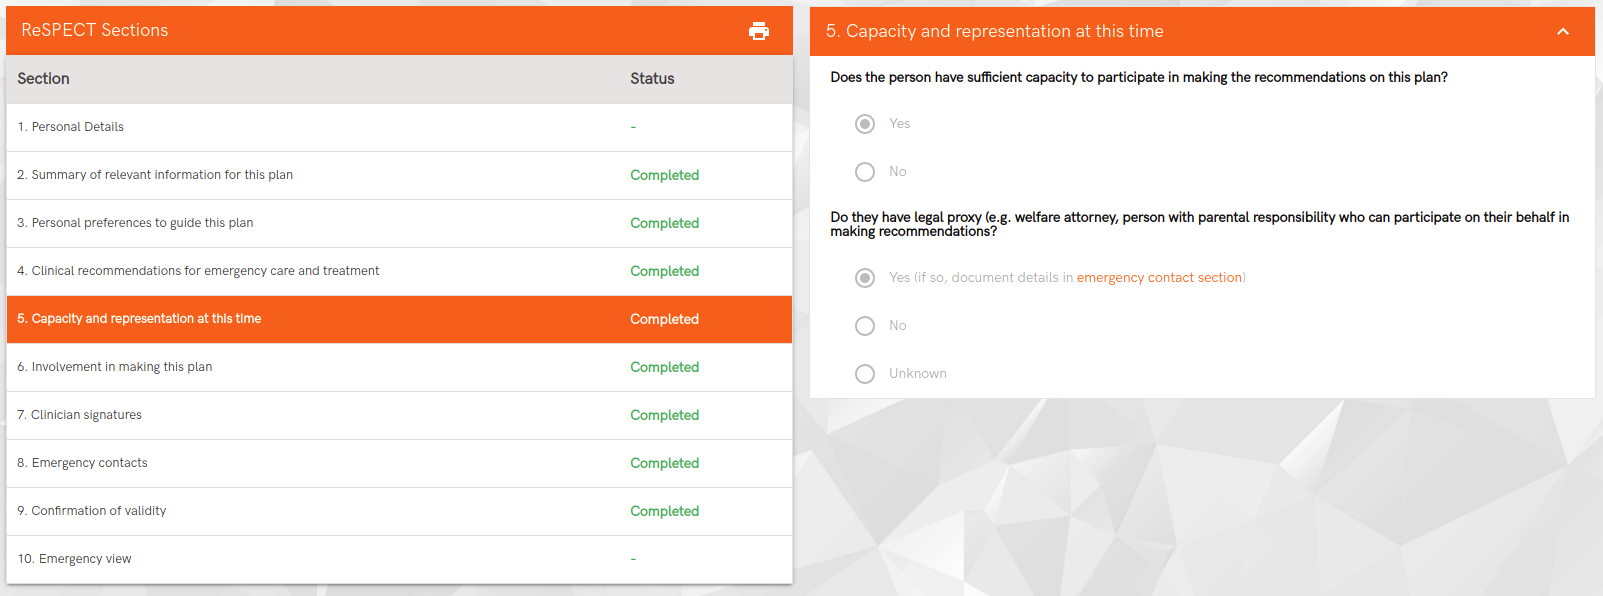 ReSPECT Sections
Section Status
1. Personal Details -
2. Summary of relevant information for this plan Completed
3. Personal preferences to guide this plan Completed
4. Clinical recommendations for emergency care and treatment Completed
5. Capacity and representation at this time Completed
6. Involvement in making this plan Completed
7. Clinician signatures Completed
8. Emergency contacts Completed
9. Confirmation of validity Completed
10. Emergency view -
5. Capacity and representation at this time
Does the person have sufficient capacity to participate in making the recommendations on this plan?
Yes
No
Do they have legal proxy (e.g. welfare attorney, person with parental responsibility who can participate on their behalf in
making recommendations?
Yes (if so, document details in emergency contact section)
No
Unknown